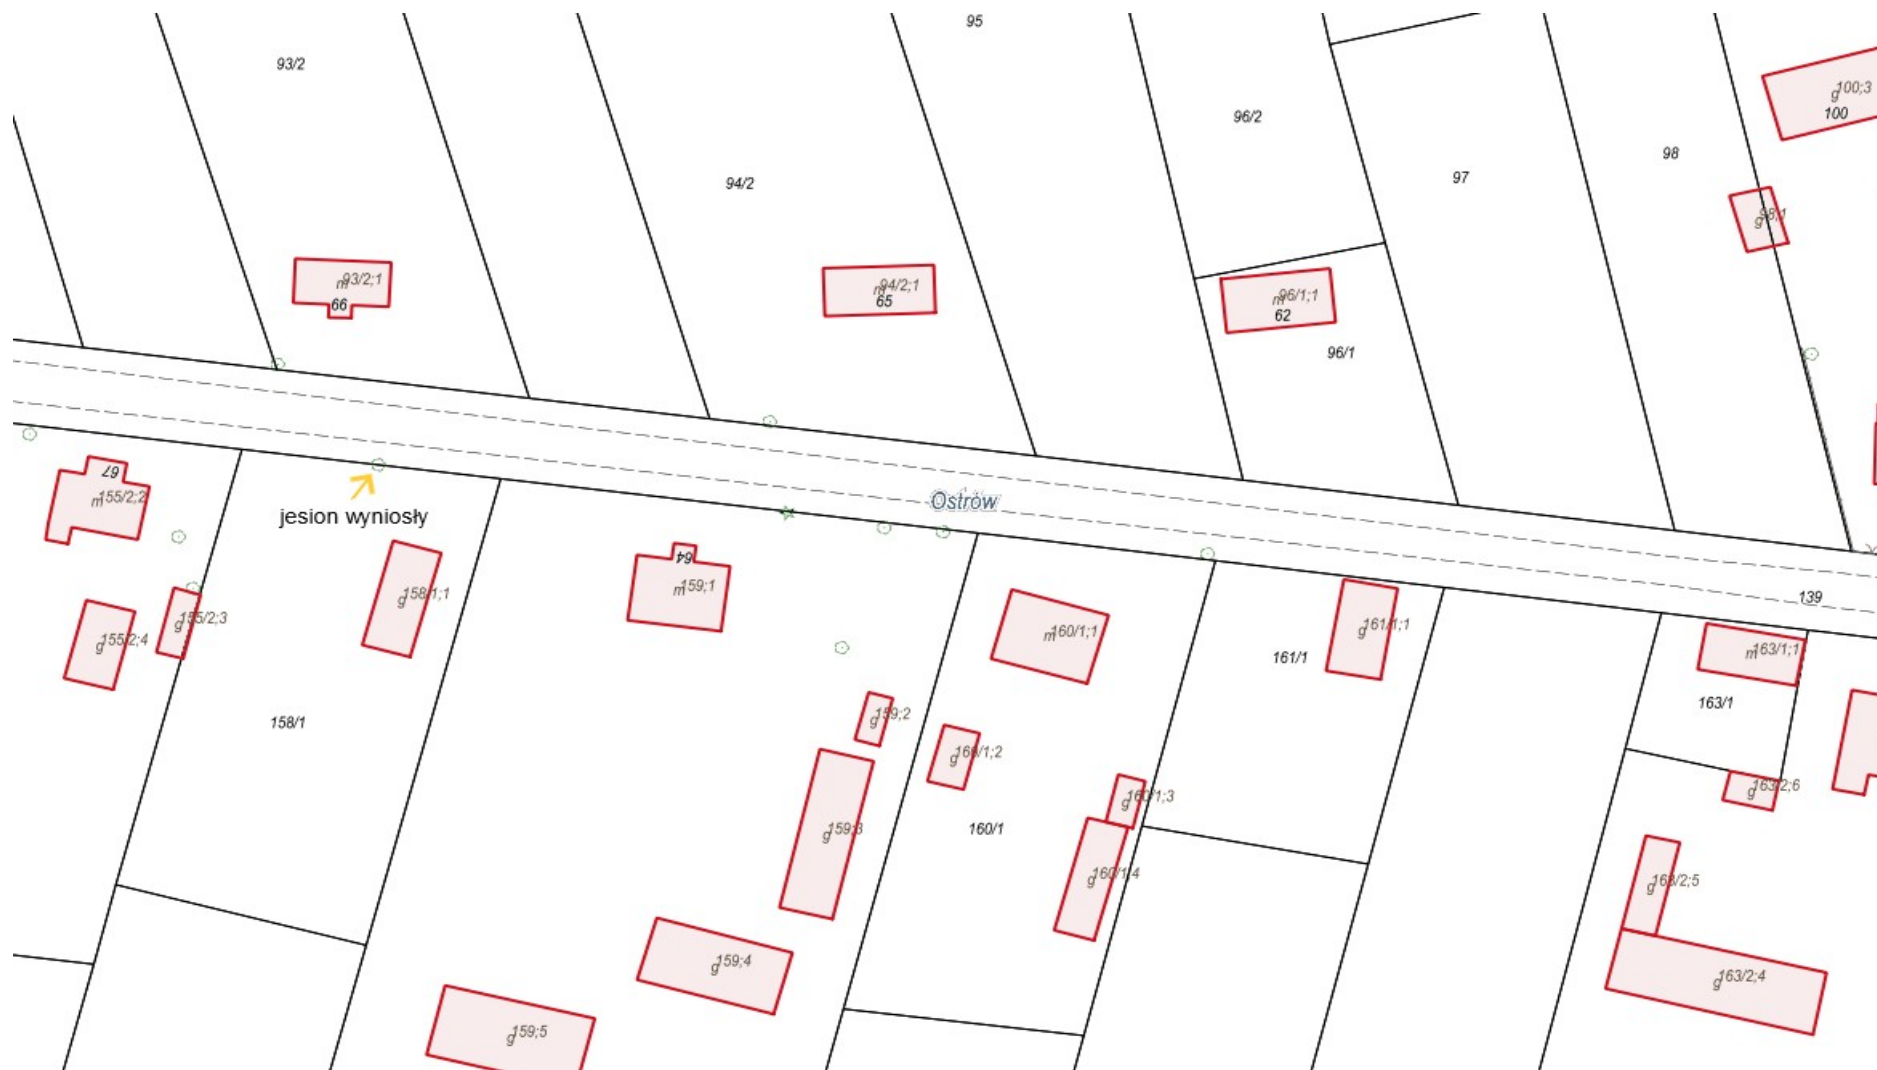 95
93/2
100;3
g
100
96/2
98
97
94/2
98;1
g
93/2;1
m
66
94/2;1
m
65
96/1;1
m
62
96/1
67
155/2;2
m
jesion wyniosły
Ostrów
64
159;1
m
158/1;1
g
139
155/2;3
g
155/2;4
g
160/1;1
m
161/1;1
g
161/1
163/1;1
m
163/1
158/1
159;2
g
160/1;2
g
163/2;6
g
160/1;3
g
159;3
g
160/1
160/1;4
g
163/2;5
g
159;4
g
163/2;4
g
159;5
g